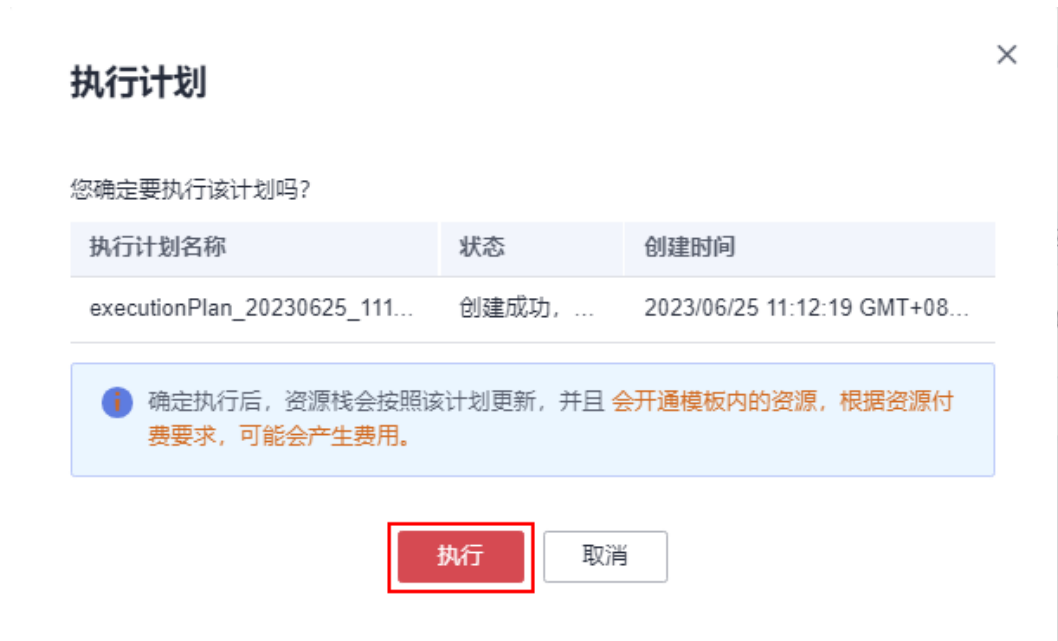 执行计划
您确定要执行该计划吗?
执行计划名称 状态 创建时间
executionPlan_20230625_111... 创建成功, ... 2023/06/25 11:12:19 GMT+08...
确定执行后，资源栈会按照该计划更新，并且 会开通模板内的资源，根据资源付
费要求，可能会产生费用。
执行 取消